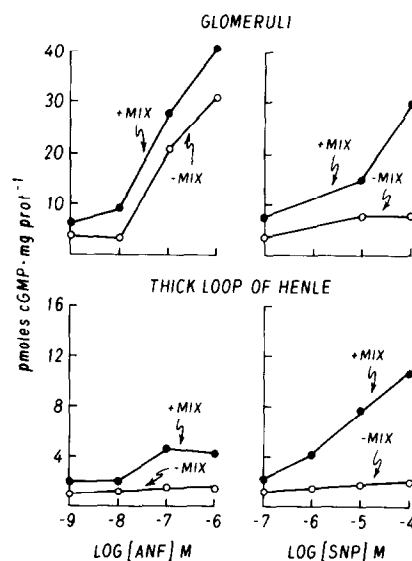 GLOMERULI
pmoles cGMP·mg prot⁻¹
40
30
20
10
+MIX
-MIX
+MIX
-MIX
THICK LOOP OF HENLE
16
12
8
4
+MIX
-MIX
+MIX
-MIX
-9 -8 -7 -6
-7 -6 -5 -4
LOG [ANF] M
LOG [SNP] M